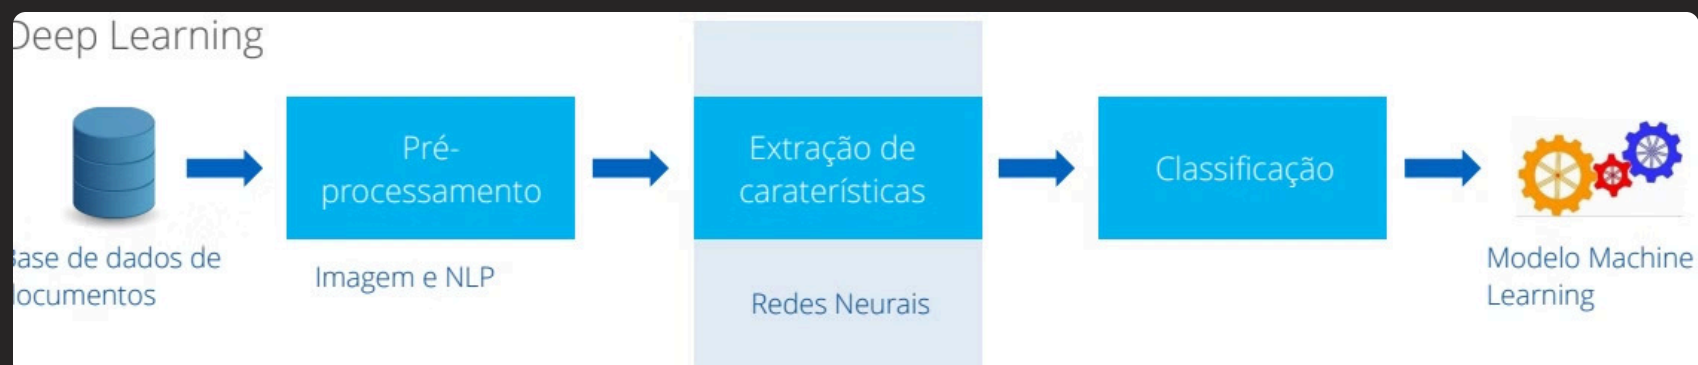 Deep Learning
Pré-
processamento
Extração de
caraterísticas
Classificação
Base de dados de
documentos
Imagem e NLP
Redes Neurais
Modelo Machine
Learning